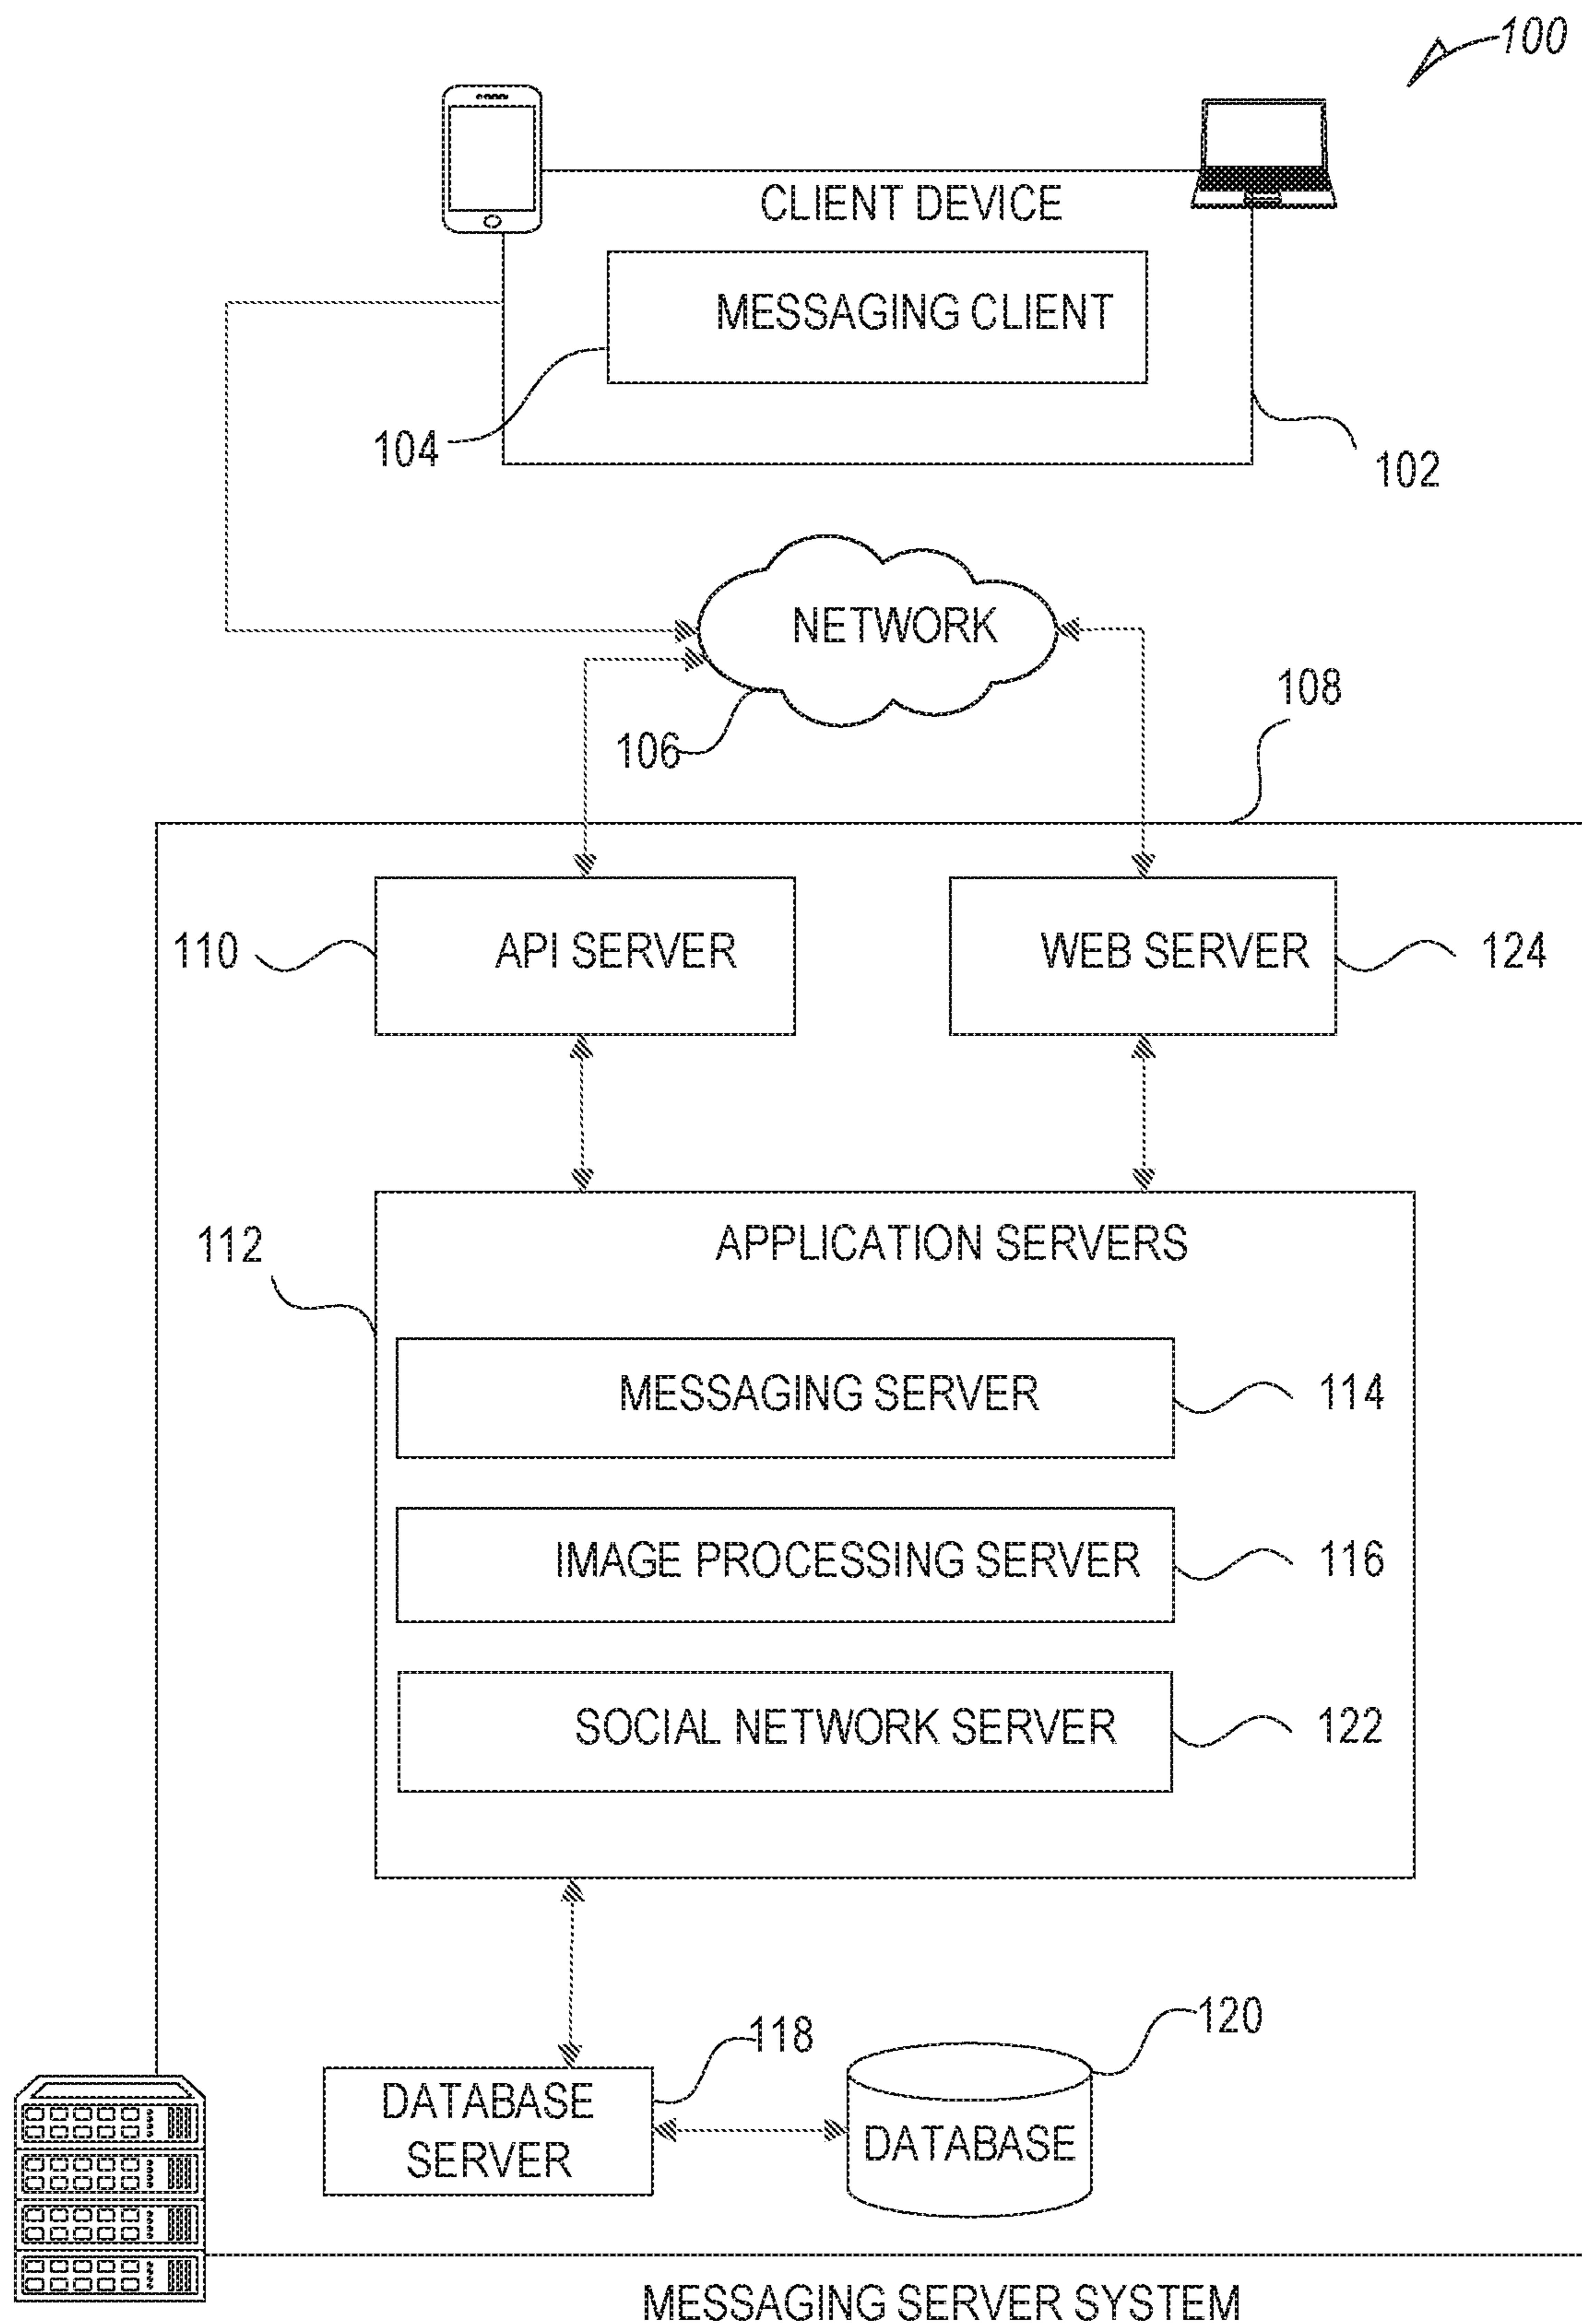 100
CLIENT DEVICE
MESSAGING CLIENT
104
102
NETWORK
106
108
110
API SERVER
WEB SERVER
124
112
APPLICATION SERVERS
MESSAGING SERVER
114
IMAGE PROCESSING SERVER
116
SOCIAL NETWORK SERVER
122
118
120
DATABASE
SERVER
DATABASE
MESSAGING SERVER SYSTEM